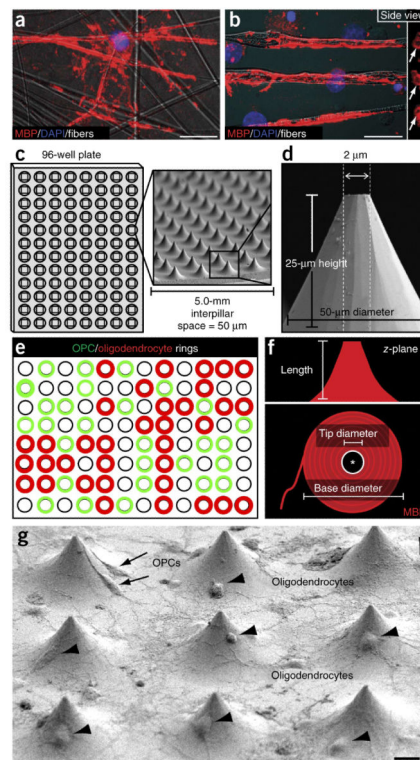 a
MBP/DAPI/fibers
b
Side view
MBP/DAPI/fibers
c
96-well plate
5.0-mm
interpillar
space = 50 μm
d
2 μm
25-μm height
50-μm diameter
e
OPC/oligodendrocyte rings
f
z-plane
Length
Tip diameter
*
Base diameter
g
OPCs
Oligodendrocytes
Oligodendrocytes